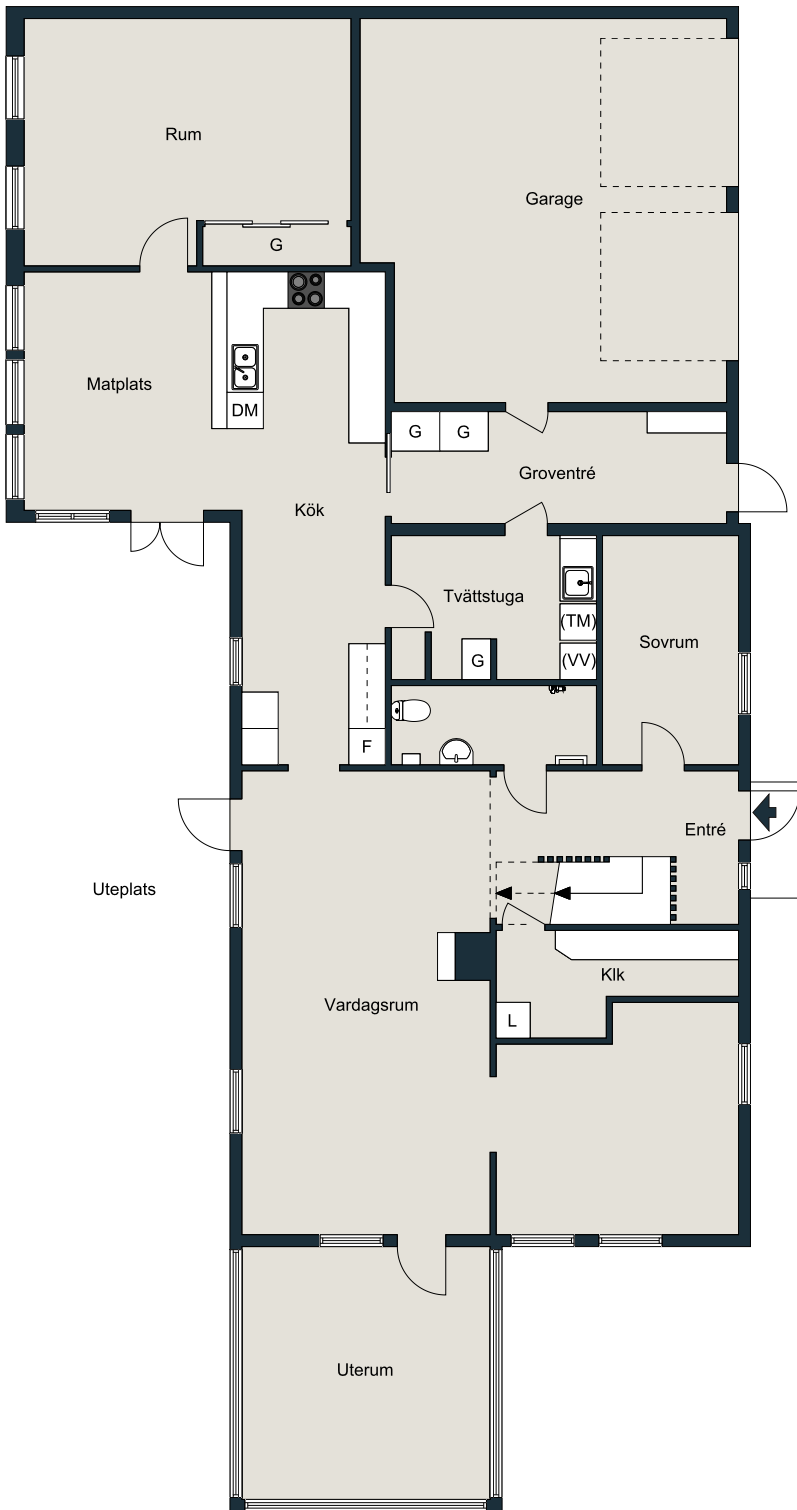 Rum
Garage
G
Matplats
DM
G G
Groventré
Kök
Tvättstuga
(TM)
Sovrum
G
(VV)
F
Entré
Uteplats
Klk
Vardagsrum
L
Uterum